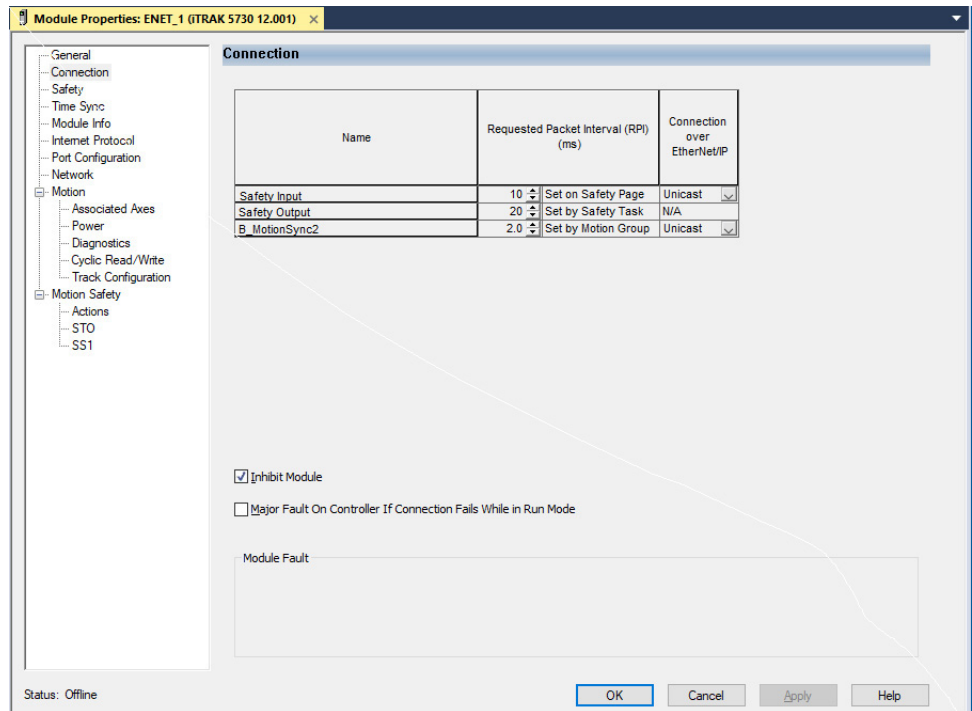 Module Properties: ENET_1 (iTRAK 5730 12.001) ×
General
Connection
Safety
Time Sync
Module Info
Internet Protocol
Port Configuration
Network
Motion
Associated Axes
Power
Diagnostics
Cyclic Read/Write
Track Configuration
Motion Safety
Actions
STO
SS1
Connection
Name
Requested Packet Interval (RPI)
(ms)
Connection
over
EtherNet/IP
Safety Input 10 Set on Safety Page Unicast
Safety Output 20 Set by Safety Task N/A
B_MotionSync2 2.0 Set by Motion Group Unicast
Inhibit Module
Major Fault On Controller If Connection Fails While in Run Mode
Module Fault
Status: Offline
OK Cancel Apply Help